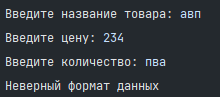 Введите название товара: авп
Введите цену: 234
Введите количество: пва
Неверный формат данных